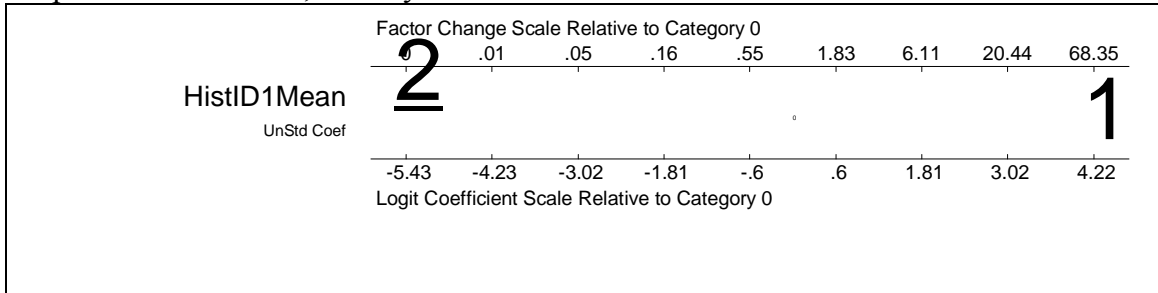 Factor Change Scale Relative to Category 0
0 .01 .05 .16 .55 1.83 6.11 20.44 68.35
2
1
HistID1Mean
0
UnStd Coef
-5.43 -4.23 -3.02 -1.81 -.6 .6 1.81 3.02 4.22
Logit Coefficient Scale Relative to Category 0